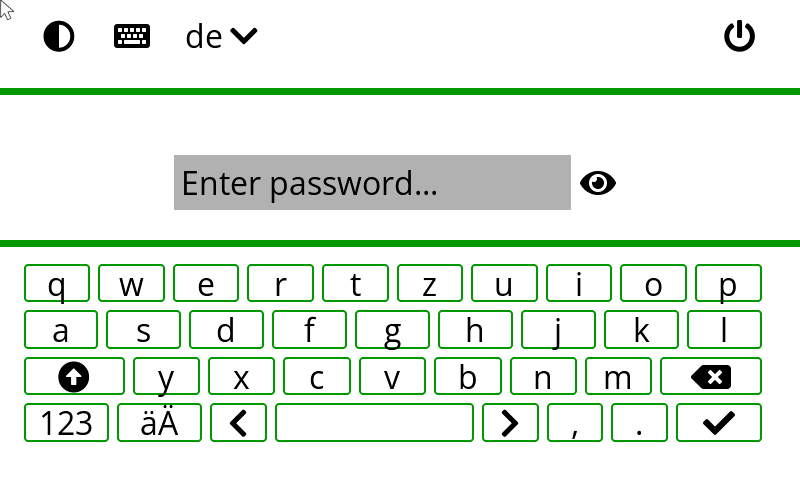 de
Enter password...
q w e r t z u i o p
a s d f g h j k l
y x c v b n m
123 äÄ , .